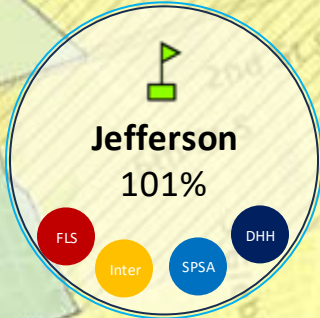 Jefferson
101%
FLS
Inter
SPSA
DHH